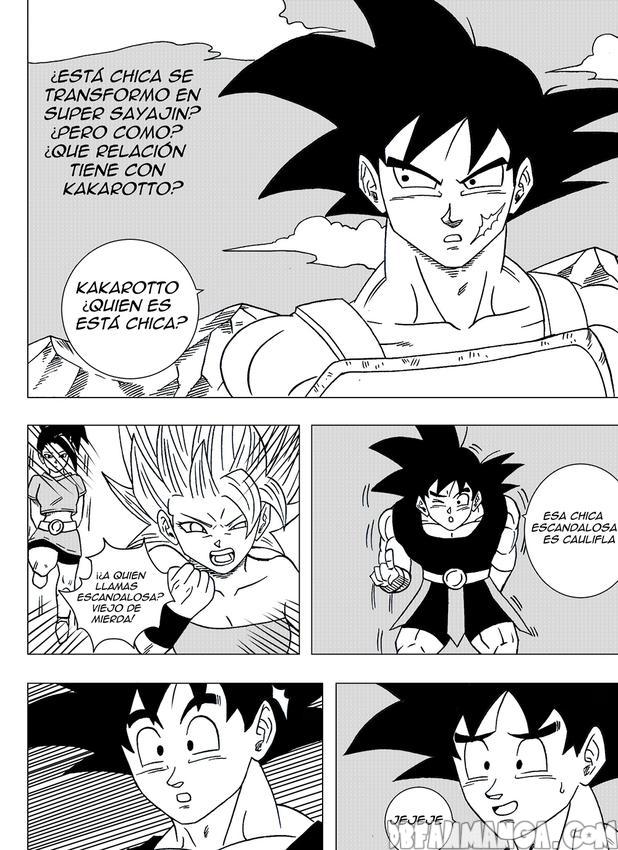 ¿ESTÁ CHICA SE
TRANSFORMO EN
SUPER SAYAJIN?
¿PERO COMO?
¿QUE RELACIÓN
TIENE CON
KAKAROTTO?
KAKAROTTO
¿QUIEN ES
ESTÁ CHICA?
¡¡A QUIEN
LLAMAS
ESCANDALOSA?
VIEJO DE
MIERDA!
ESA CHICA
ESCANDALOSA
ES CAULIFLA
JEJEJE
DBFANMANGA.COM